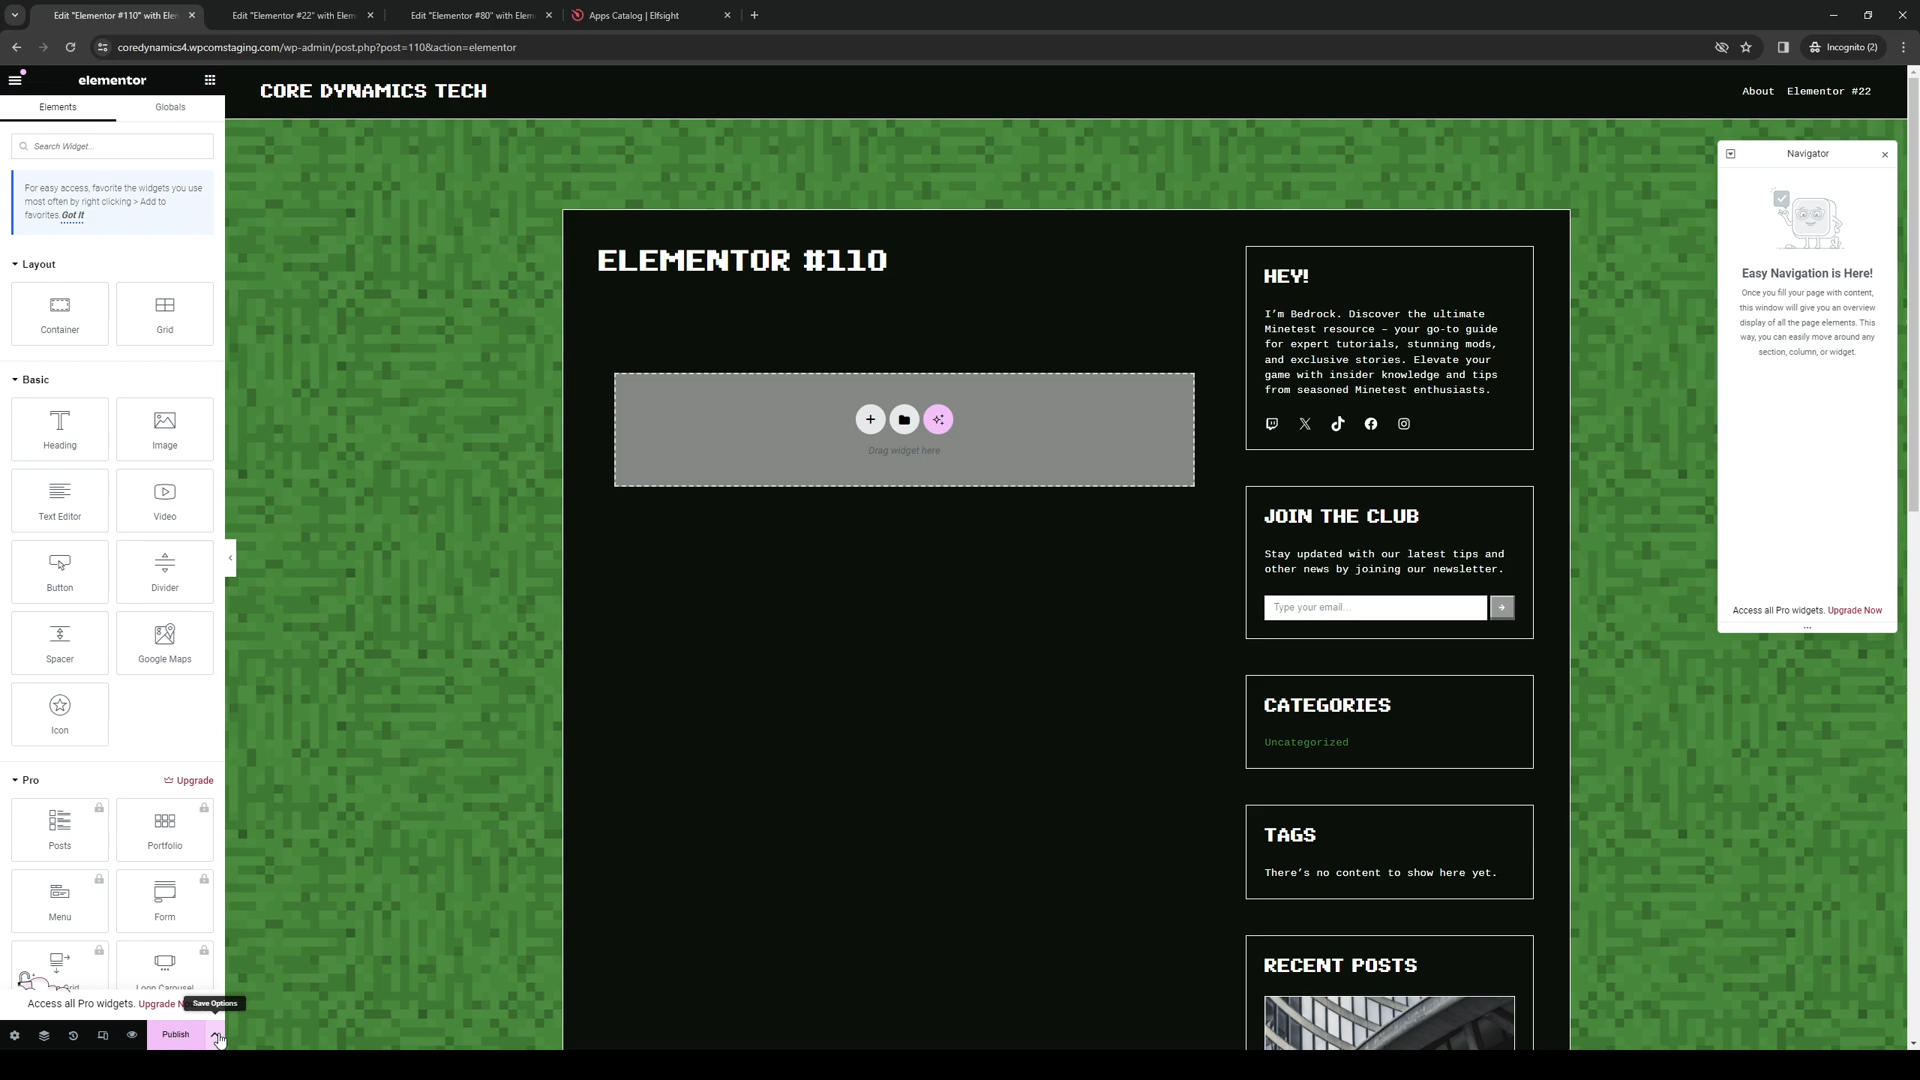 Edit "Elementor #110" with Ele
Edit "Elementor #22" with Elem
Edit "Elementor #80" with Elem
Apps Catalog | Elfsight
coredynamics4.wpcomstaging.com/wp-admin/post.php?post=110&action=elementor
Incognito (2)
elementor
Elements
Globals
Search Widget...
For easy access, favorite the widgets you use
most often by right clicking > Add to
favorites. Got It
Layout
Container
Grid
Basic
Heading
Image
Text Editor
Video
Button
Divider
Spacer
Google Maps
Icon
Pro
Upgrade
Posts
Portfolio
Menu
Form
Grid
Loop Carousel
Access all Pro widgets. Upgrade
Save Options
Publish
CORE DYNAMICS TECH
About
Elementor #22
ELEMENTOR #110
Drag widget here
HEY!
I'm Bedrock. Discover the ultimate
Minetest resource – your go-to guide
for expert tutorials, stunning mods,
and exclusive stories. Elevate your
game with insider knowledge and tips
from seasoned Minetest enthusiasts.
JOIN THE CLUB
Stay updated with our latest tips and
other news by joining our newsletter.
Type your email…
CATEGORIES
Uncategorized
TAGS
There's no content to show here yet.
RECENT POSTS
Navigator
Easy Navigation is Here!
Once you fill your page with content,
this window will give you an overview
display of all the page elements. This
way, you can easily move around any
section, column, or widget.
Access all Pro widgets. Upgrade Now